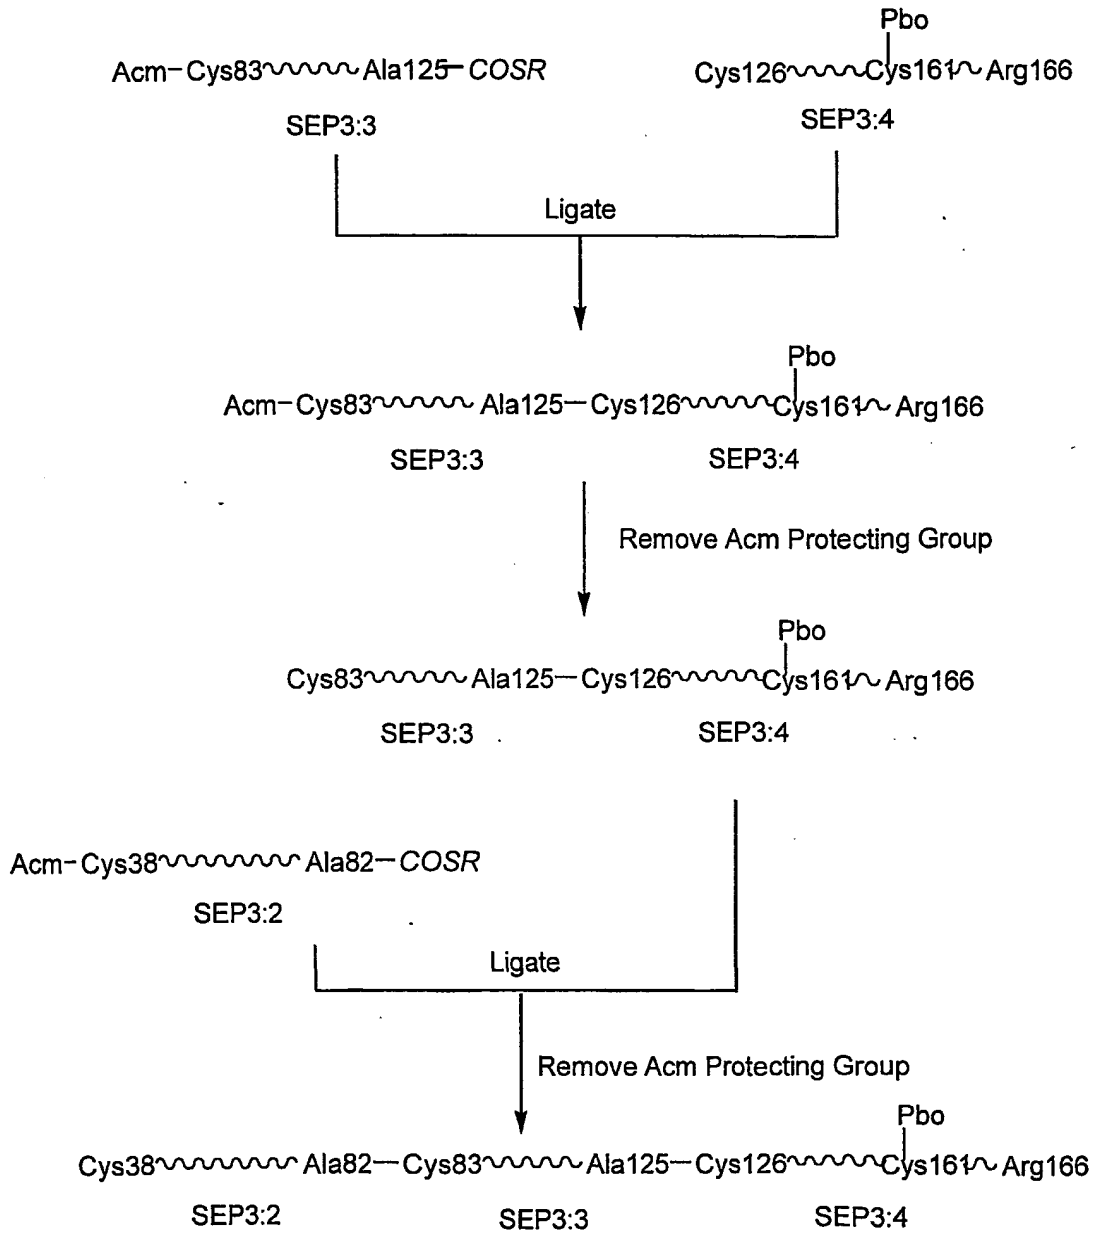 Pbo
Acm-Cys83 Ala125-COSR
Cys126 Cys161 Arg166
SEP3:3
SEP3:4
Ligate
Pbo
Acm-Cys83 Ala125-Cys126 Cys161 Arg166
SEP3:3
SEP3:4
Remove Acm Protecting Group
Pbo
Cys83 Ala125-Cys126 Cys161 Arg166
SEP3:3
SEP3:4
Acm-Cys38 Ala82-COSR
SEP3:2
Ligate
Remove Acm Protecting Group
Pbo
Cys38 Ala82-Cys83 Ala125-Cys126 Cys161 Arg166
SEP3:2
SEP3:3
SEP3:4